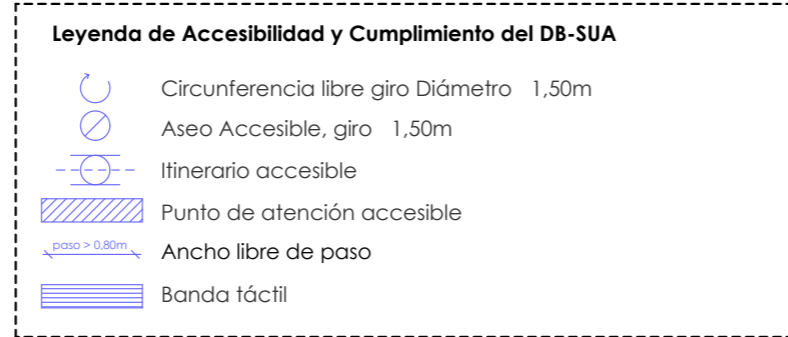 Leyenda de Accesibilidad y Cumplimiento del DB-SUA
Circunferencia libre giro Diámetro 1,50m
Aseo Accesible, giro 1,50m
Itinerario accesible
Punto de atención accesible
paso > 0,80m Ancho libre de paso
Banda táctil